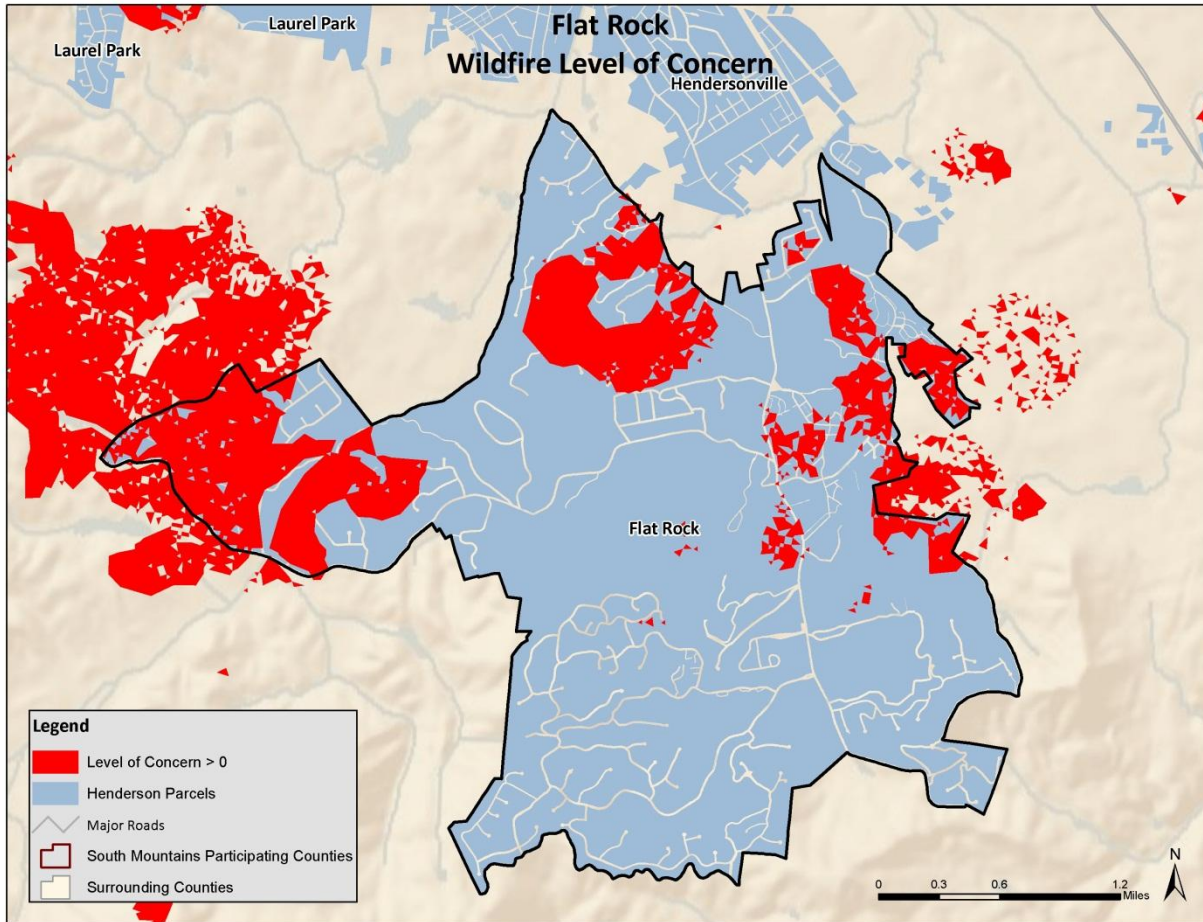 Flat Rock
Wildfire Level of Concern
Laurel Park
Laurel Park
Hendersonville
Flat Rock
Legend
Level of Concern > 0
Henderson Parcels
Major Roads
South Mountains Participating Counties
Surrounding Counties
N
0 0.3 0.6 1.2
Miles